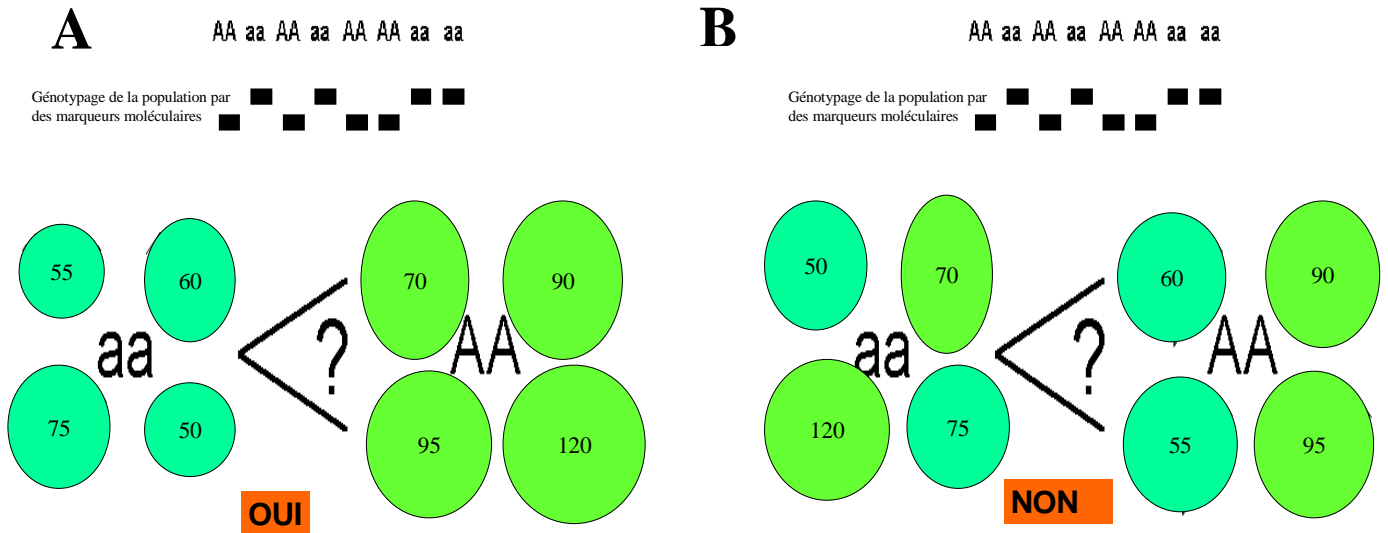 A
AA aa AA aa AA AA aa aa
Génotypage de la population par
des marqueurs moléculaires
55
60
70
90
aa
<
?
AA
75
50
95
120
OUI
B
AA aa AA aa AA AA aa aa
Génotypage de la population par
des marqueurs moléculaires
50
70
60
90
aa
<
?
AA
120
75
55
95
NON